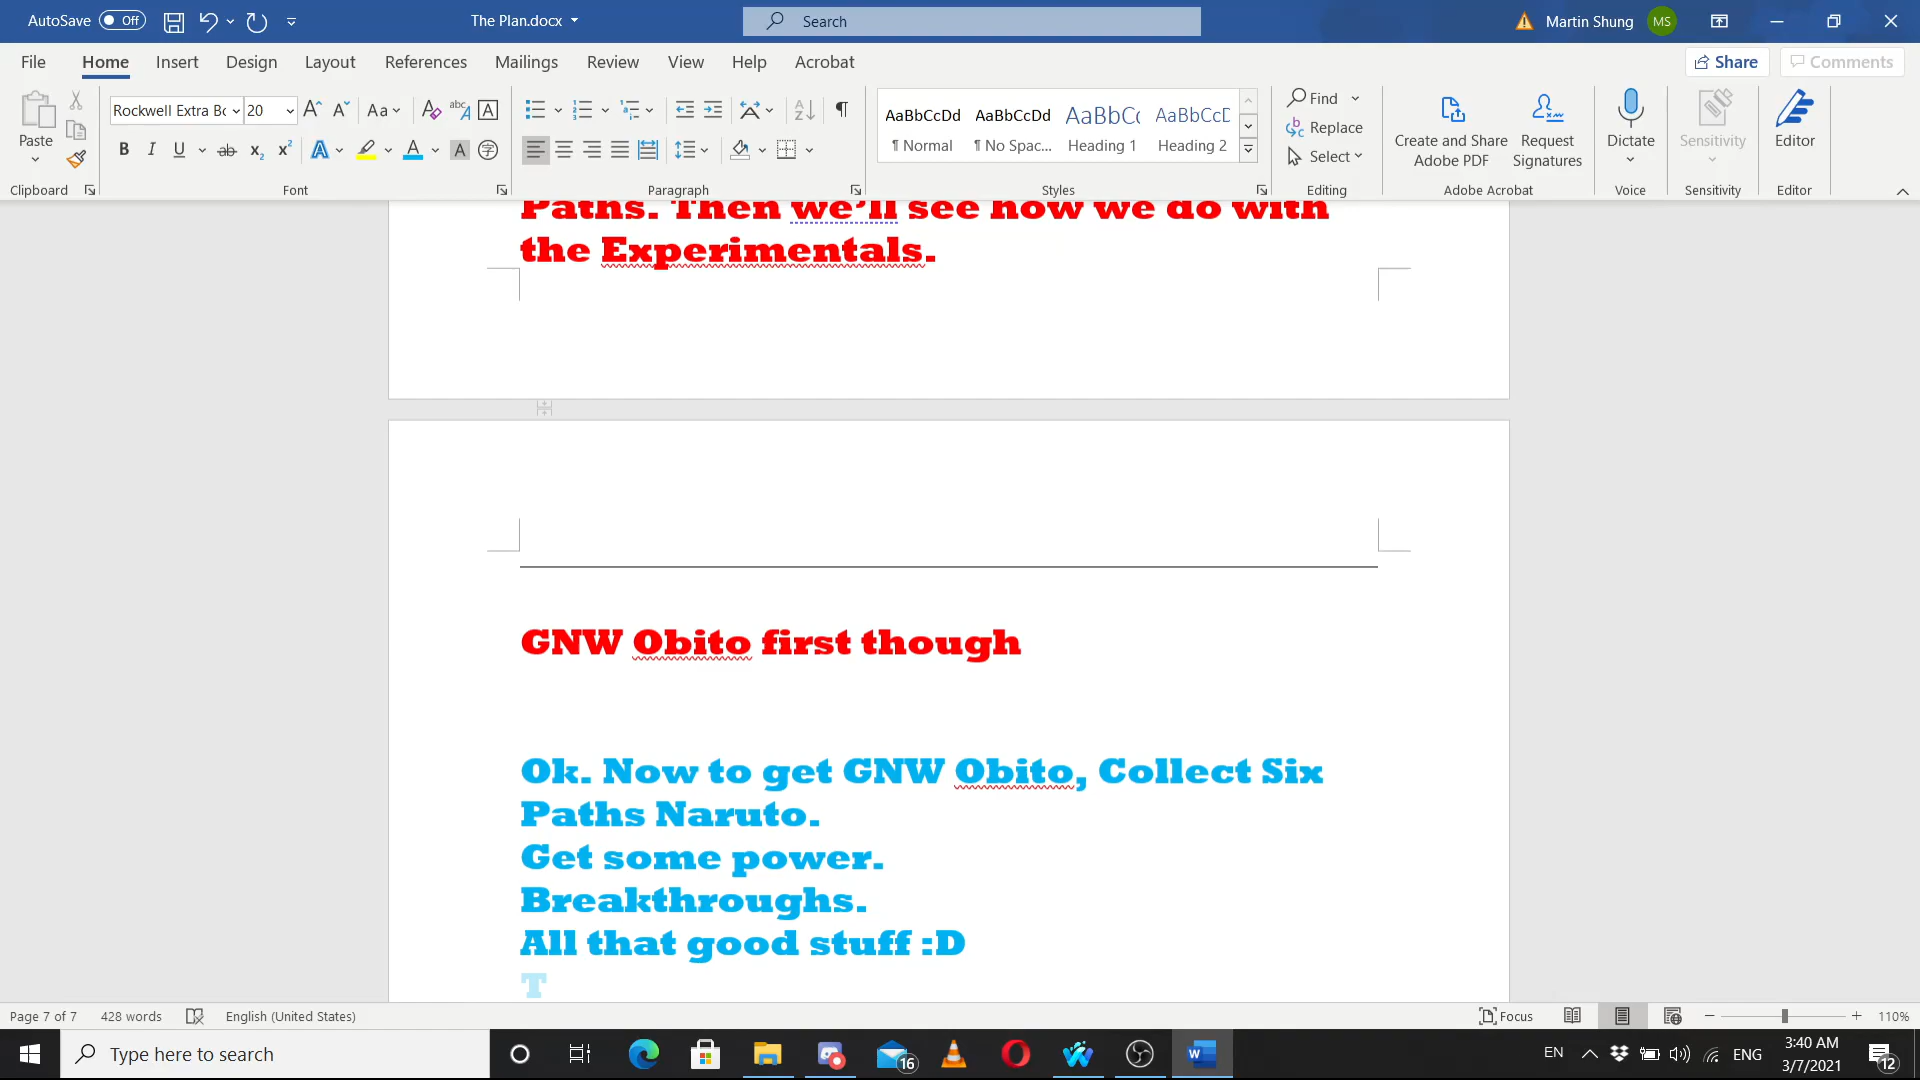 AutoSave Off The Plan.docx Search Martin Shung MS
File Home Insert Design Layout References Mailings Review View Help Acrobat Share Comments
Paste
Rockwell Extra Bc 20
Aa
AaBbCcDd AaBbCcDd AaBbC AaBbCcD
¶ Normal ¶ No Spac... Heading 1 Heading 2
Find
Replace
Select
Create and Share Adobe PDF
Request Signatures
Dictate
Sensitivity
Editor
Clipboard Font Paragraph Styles Editing Adobe Acrobat Voice Sensitivity Editor
Paths. Then we’ll see how we do with
the Experimentals.
GNW Obito first though
Ok. Now to get GNW Obito, Collect Six
Paths Naruto.
Get some power.
Breakthroughs.
All that good stuff :D
T
Page 7 of 7 428 words English (United States) Focus 110%
Type here to search 16 EN ENG 3:40 AM
3/7/2021 12